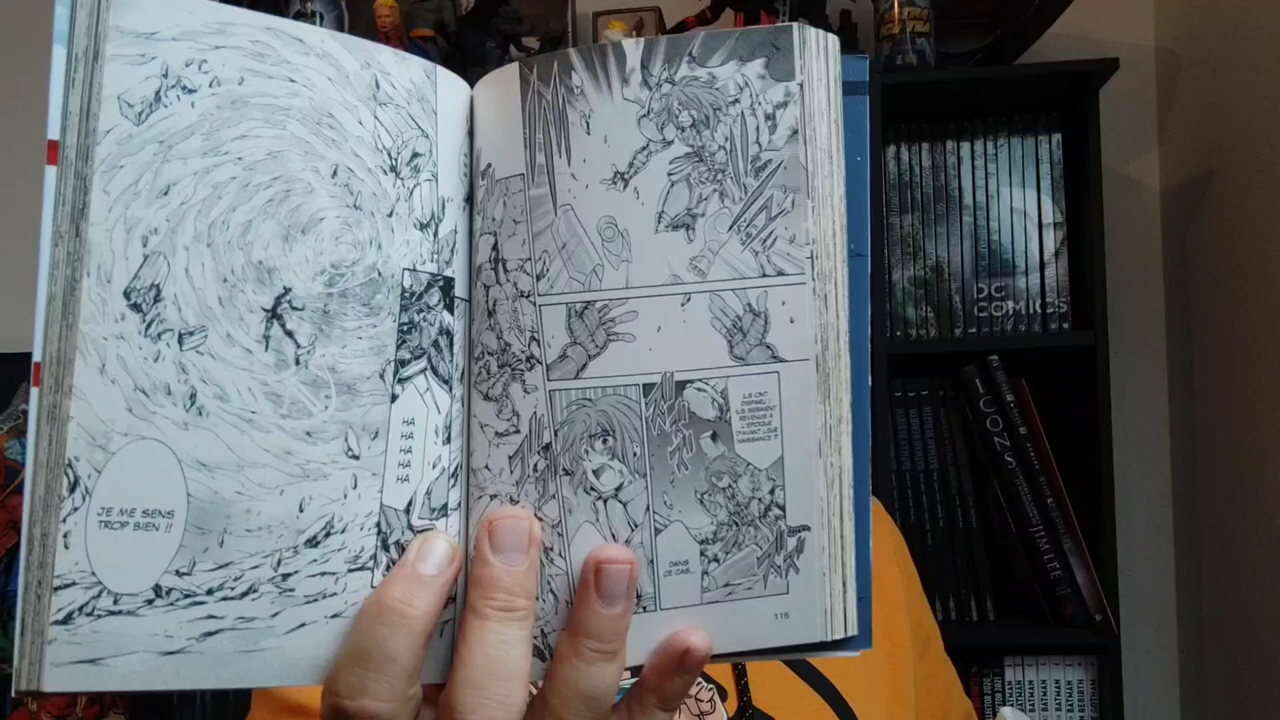 JE ME SENS
TROP BIEN !!
HA
HA
HA
HA
HA
ILS ONT
DISPARU !
ILS SERAIENT
REVENUS À
L'ÉPOQUE
D'AVANT LEUR
NAISSANCE ?
DANS
CE CAS...
116
DC
COMICS
ICONS
JIM LEE
BATMAN
BATMAN
BATMAN
BATMAN REBIRTH